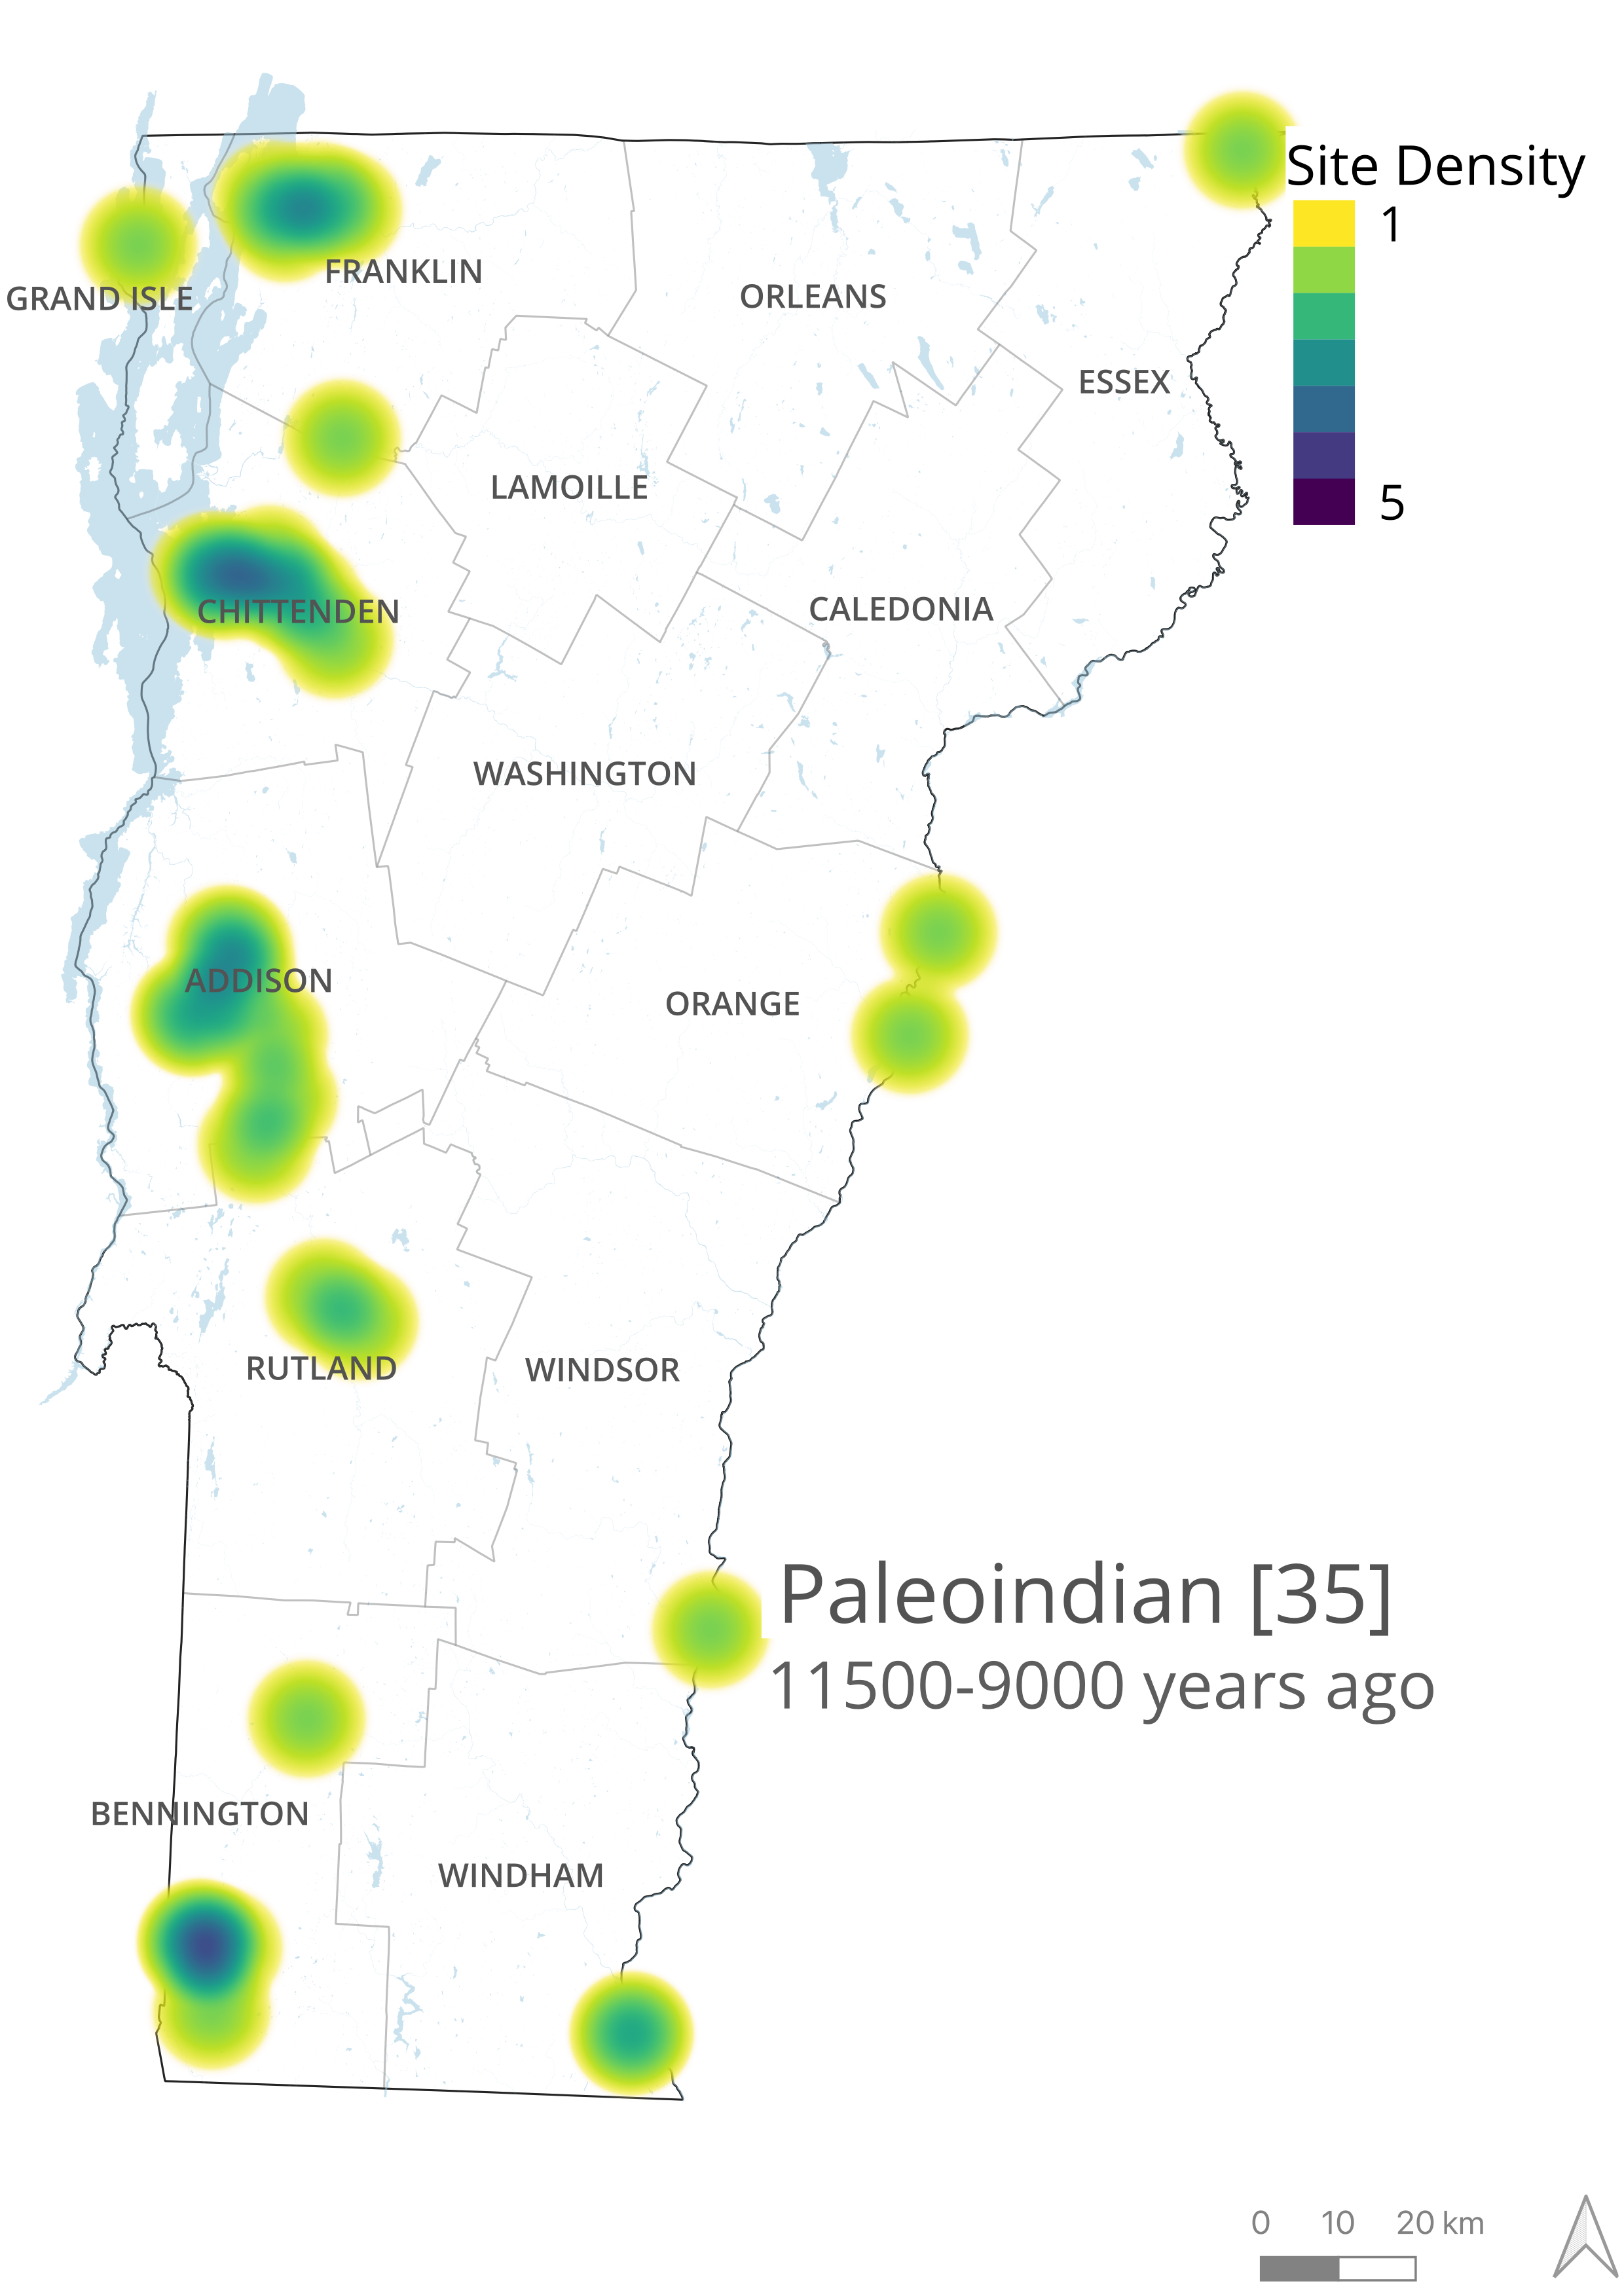 Site Density
1
5
GRAND ISLE
FRANKLIN
ORLEANS
ESSEX
LAMOILLE
CHITTENDEN
CALEDONIA
WASHINGTON
ADDISON
ORANGE
RUTLAND
WINDSOR
Paleoindian [35]
11500-9000 years ago
BENNINGTON
WINDHAM
0 10 20 km